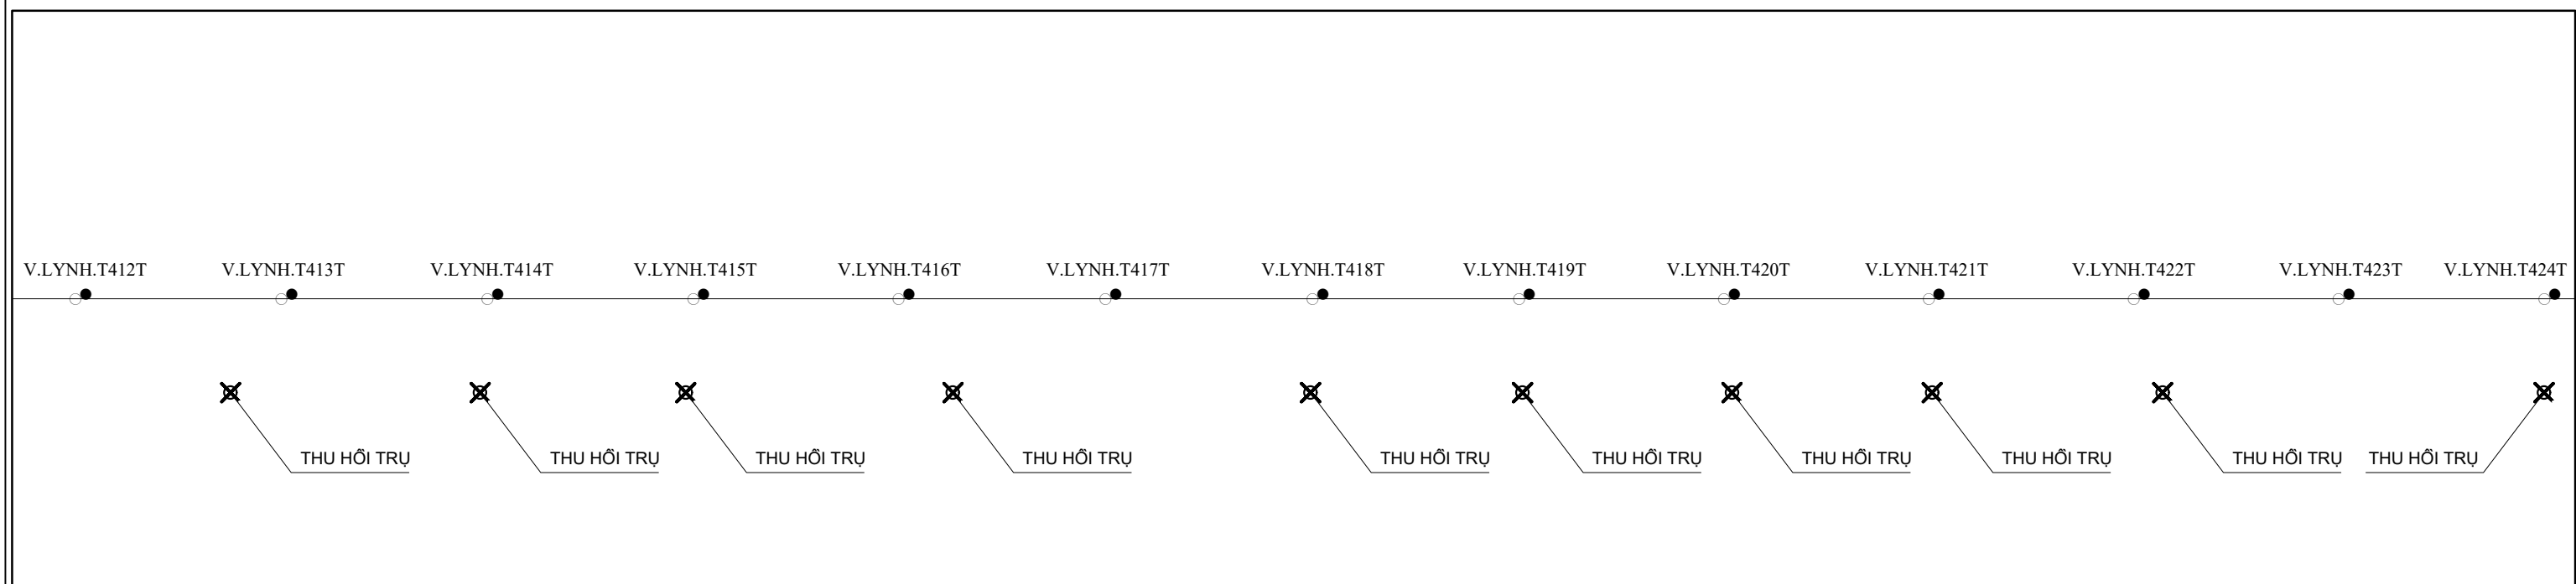 V.LYNH.T412T V.LYNH.T413T V.LYNH.T414T V.LYNH.T415T V.LYNH.T416T V.LYNH.T417T V.LYNH.T418T V.LYNH.T419T V.LYNH.T420T V.LYNH.T421T V.LYNH.T422T V.LYNH.T423T V.LYNH.T424T
THU HỒI TRỤ THU HỒI TRỤ THU HỒI TRỤ THU HỒI TRỤ THU HỒI TRỤ THU HỒI TRỤ THU HỒI TRỤ THU HỒI TRỤ THU HỒI TRỤ THU HỒI TRỤ